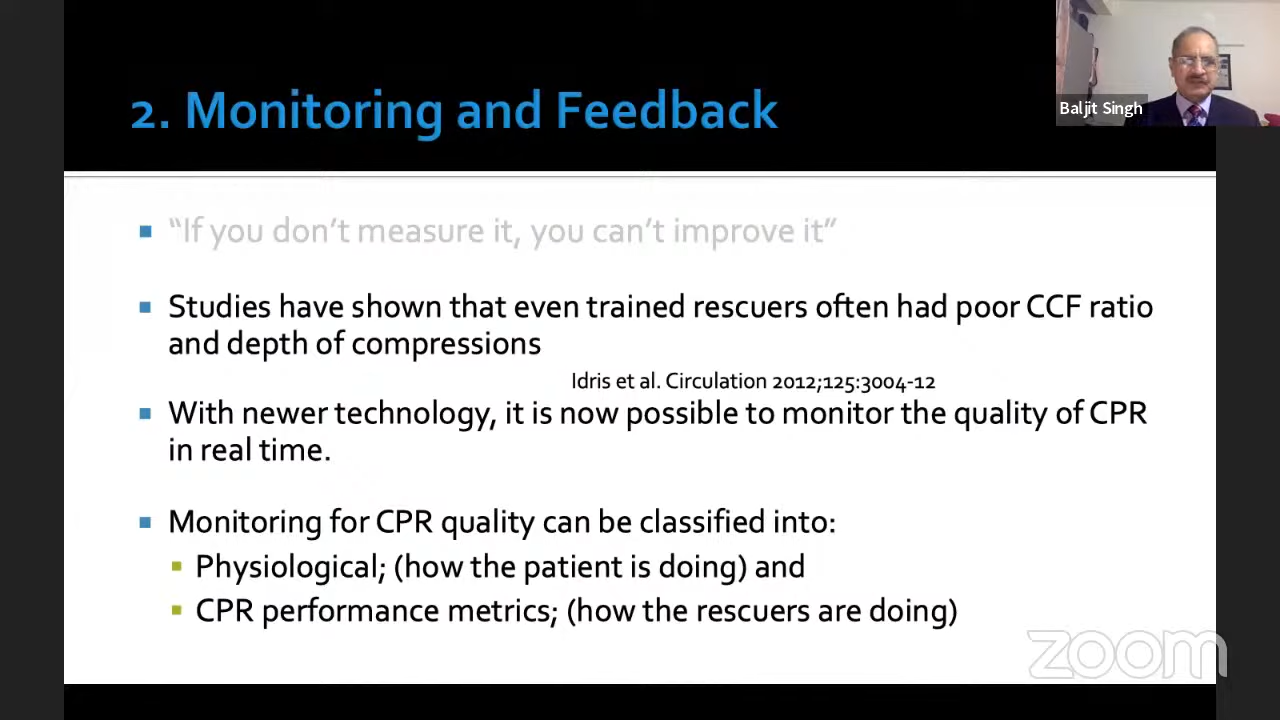 2. Monitoring and Feedback
Baljit Singh
▪ “If you don’t measure it, you can’t improve it”
▪ Studies have shown that even trained rescuers often had poor CCF ratio
and depth of compressions
Idris et al. Circulation 2012;125:3004-12
▪ With newer technology, it is now possible to monitor the quality of CPR
in real time.
▪ Monitoring for CPR quality can be classified into:
▪ Physiological; (how the patient is doing) and
▪ CPR performance metrics; (how the rescuers are doing)
zoom